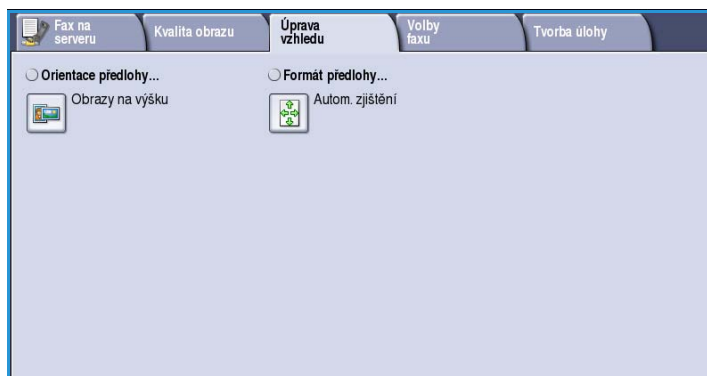 Fax na
serveru
Kvalita obrazu
Úprava
vzhledu
Volby
faxu
Tvorba úlohy
Orientace předlohy...
Formát předlohy...
Obrazy na výšku
Autom. zjištění